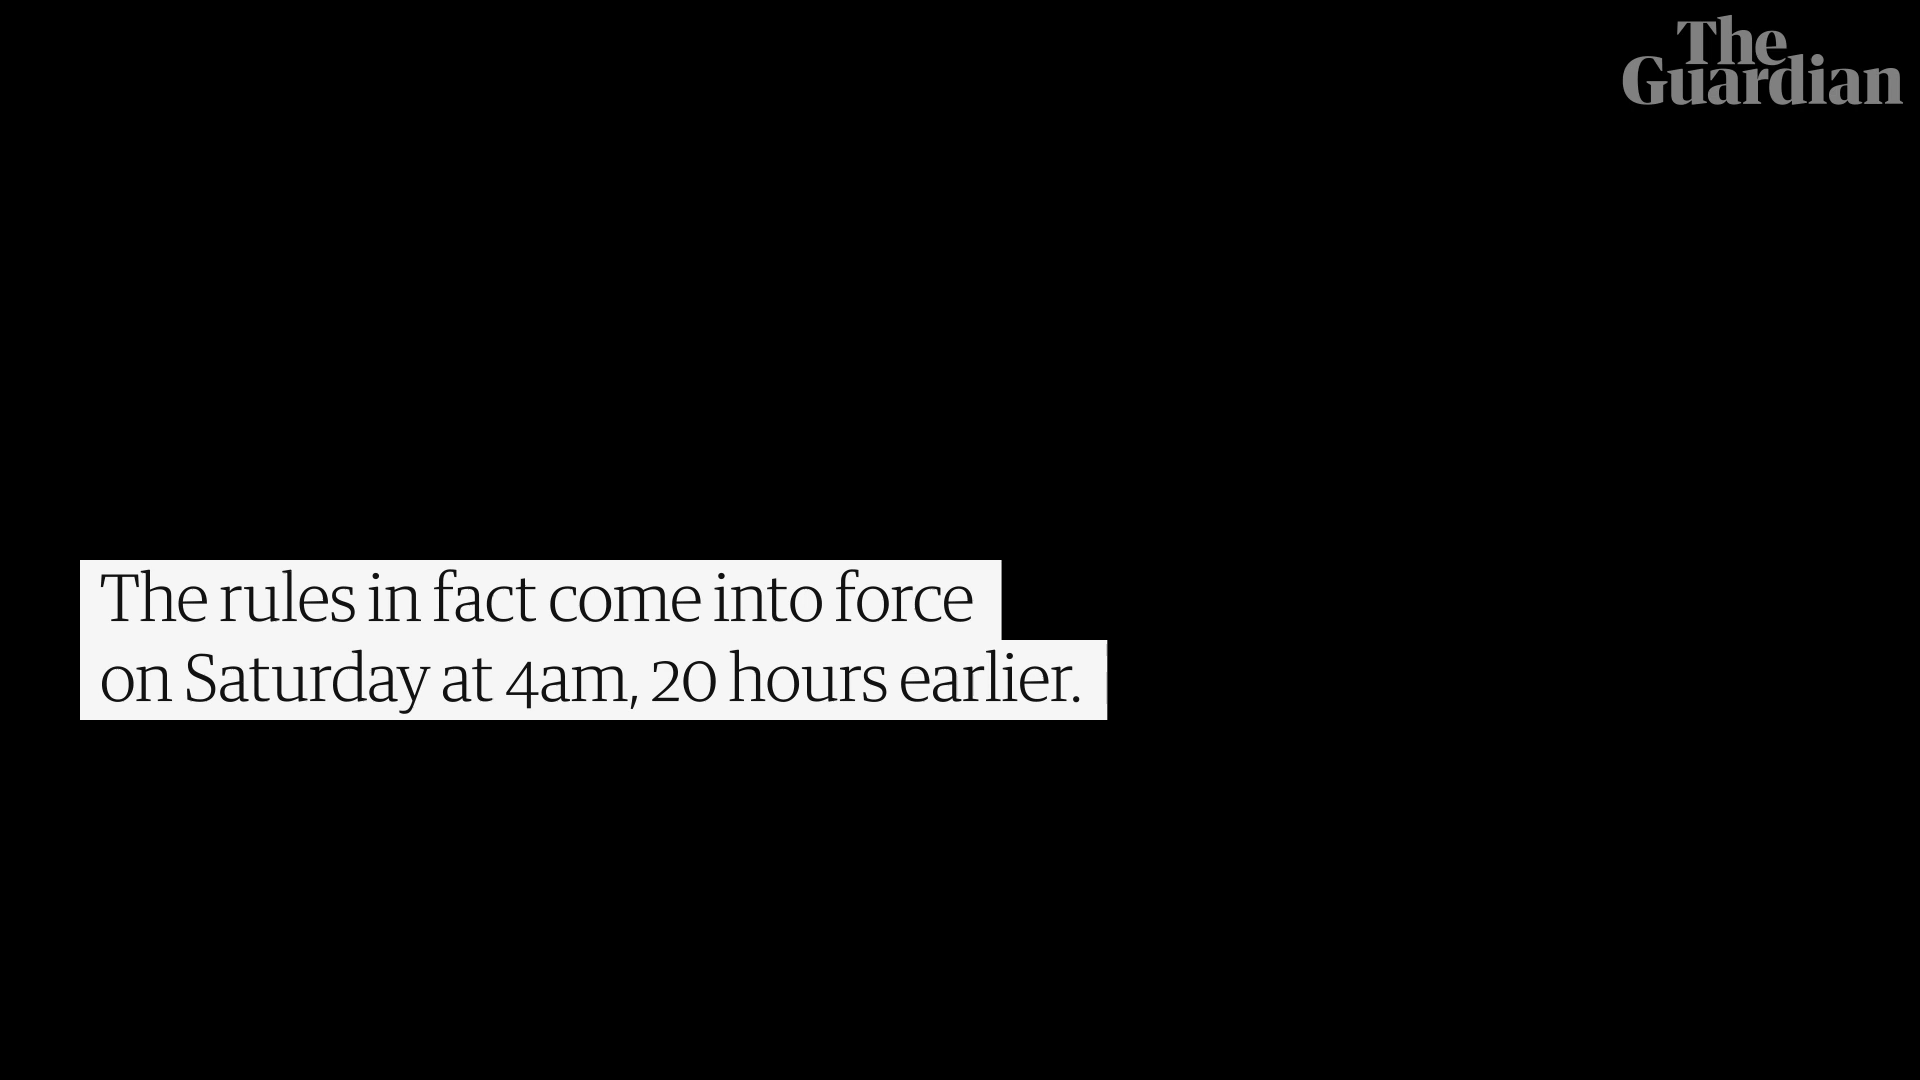 The
Guardian
The rules in fact come into force
on Saturday at 4am, 20 hours earlier.